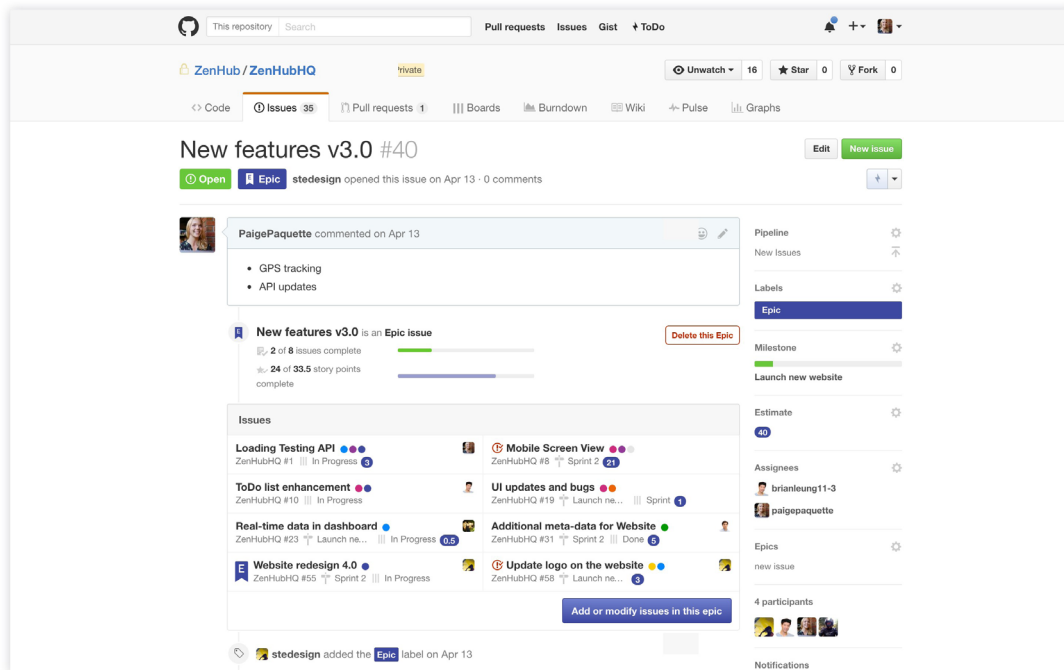 This repository Search Pull requests Issues Gist ToDo
ZenHub / ZenHubHQ Private Unwatch 16 Star 0 Fork 0
Code Issues 35 Pull requests 1 Boards Burndown Wiki Pulse Graphs
New features v3.0 #40 Edit New issue
Open E Epic stedesign opened this issue on Apr 13 · 0 comments
PaigePaquette commented on Apr 13
• GPS tracking
• API updates
E New features v3.0 is an Epic issue Delete this Epic
2 of 8 issues complete
24 of 33.5 story points
complete
Issues
Loading Testing API
ZenHubHQ #1 In Progress 3
Mobile Screen View
ZenHubHQ #8 Sprint 2 21
ToDo list enhancement
ZenHubHQ #10 In Progress
UI updates and bugs
ZenHubHQ #19 Launch ne... Sprint 1
Real-time data in dashboard
ZenHubHQ #23 Launch ne... In Progress 0.5
Additional meta-data for Website
ZenHubHQ #31 Sprint 2 Done 5
E Website redesign 4.0
ZenHubHQ #55 Sprint 2 In Progress
Update logo on the website
ZenHubHQ #58 Launch ne... 3
Add or modify issues in this epic
stedesign added the Epic label on Apr 13
Pipeline
New Issues
Labels
Epic
Milestone
Launch new website
Estimate
40
Assignees
brianleung11-3
paigepaquette
Epics
new issue
4 participants
Notifications